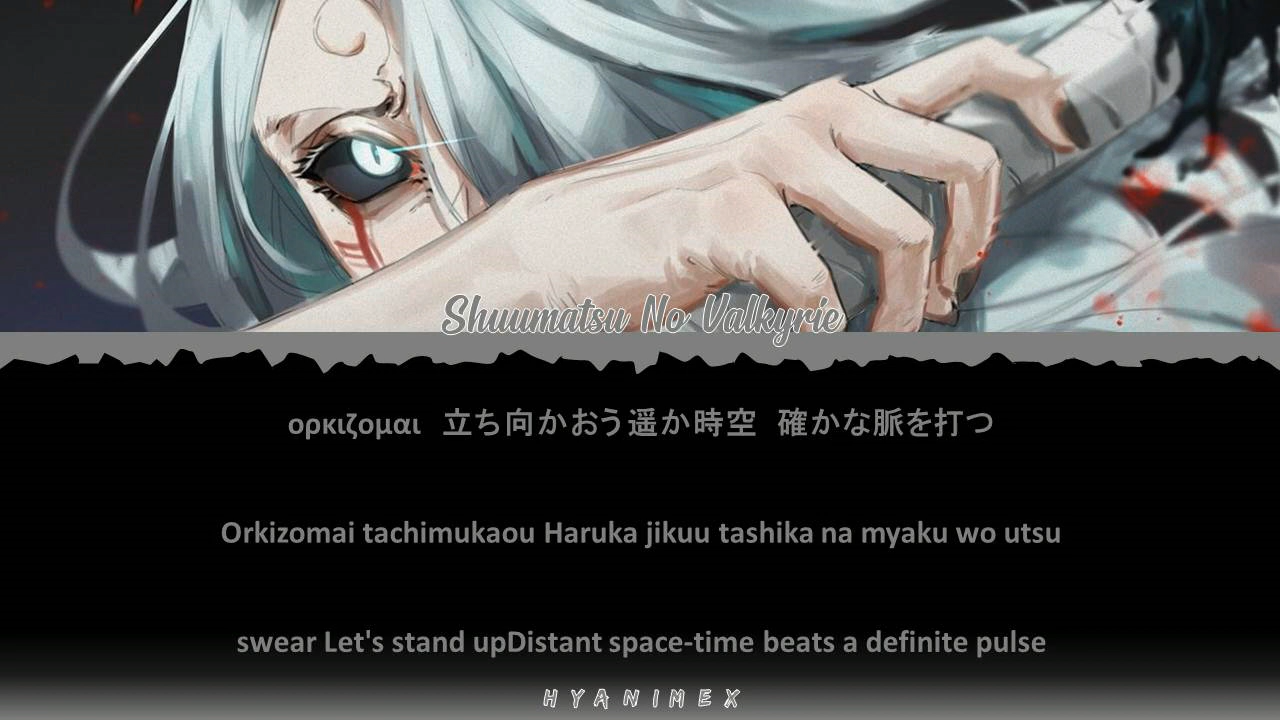 Shuumatsu No Valkyrie
ορκιζομαι 立ち向かおう遥か時空 確かな脈を打つ
Orkizomai tachimukaou Haruka jikuu tashika na myaku wo utsu
swear Let's stand upDistant space-time beats a definite pulse
HYANIMEX